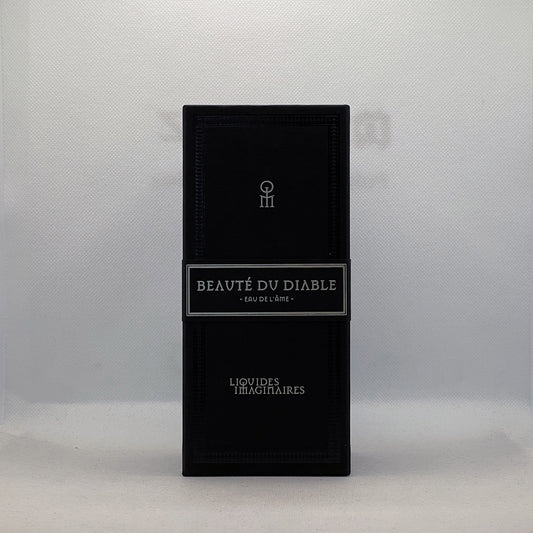 BEAUTÉ DU DIABLE
- EAU DE L'ÂME -
LIQUIDES
IMAGINAIRES